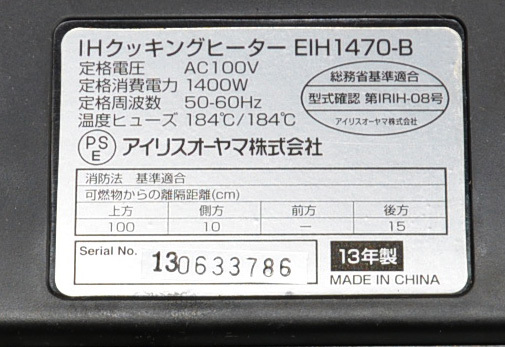 IHクッキングヒーター EIH1470-B
定格電圧 AC100V
定格消費電力 1400W
定格周波数 50-60Hz
温度ヒューズ 184℃/184℃
総務省基準適合
型式確認 第IRIH-08号
アイリスオーヤマ株式会社
PS
E
アイリスオーヤマ株式会社
消防法 基準適合
可燃物からの離隔距離(cm)
上方 側方 前方 後方
100 10 — 15
Serial No. 130633786
13年製
MADE IN CHINA